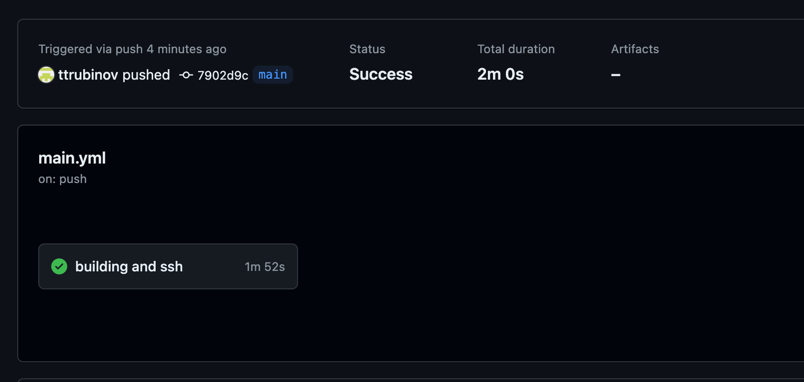 Triggered via push 4 minutes ago
ttrubinov pushed 7902d9c main
Status
Success
Total duration
2m 0s
Artifacts
–
main.yml
on: push
building and ssh 1m 52s